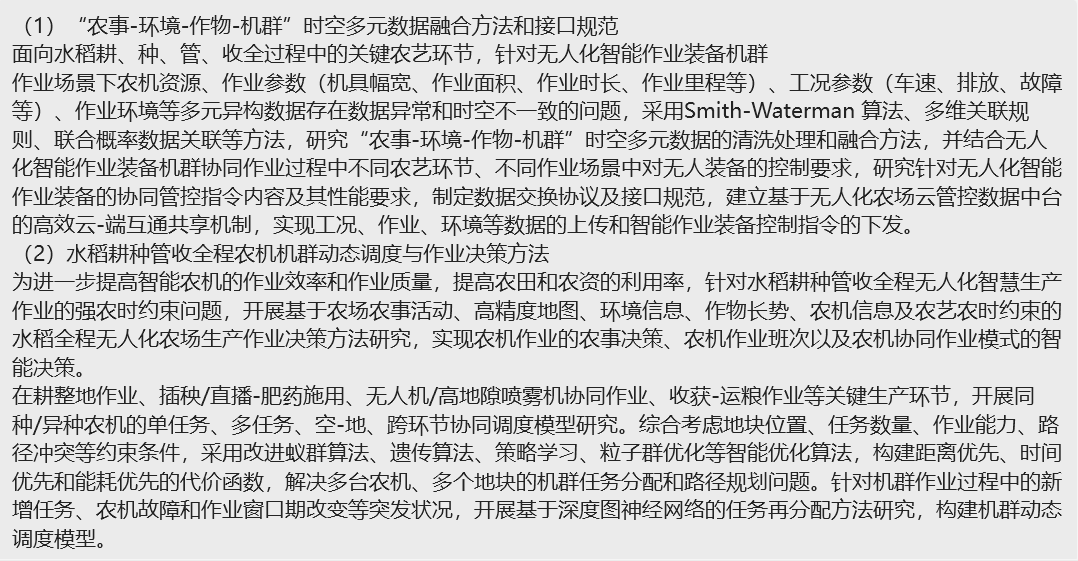 （1）“农事-环境-作物-机群”时空多元数据融合方法和接口规范
面向水稻耕、种、管、收全过程中的关键农艺环节，针对无人化智能作业装备机群
作业场景下农机资源、作业参数（机具幅宽、作业面积、作业时长、作业里程等）、工况参数（车速、排放、故障
等）、作业环境等多元异构数据存在数据异常和时空不一致的问题，采用Smith-Waterman 算法、多维关联规
则、联合概率数据关联等方法，研究“农事-环境-作物-机群”时空多元数据的清洗处理和融合方法，并结合无人
化智能作业装备机群协同作业过程中不同农艺环节、不同作业场景中对无人装备的控制要求，研究针对无人化智能
作业装备的协同管控指令内容及其性能要求，制定数据交换协议及接口规范，建立基于无人化农场云管控数据中台
的高效云-端互通共享机制，实现工况、作业、环境等数据的上传和智能作业装备控制指令的下发。
（2）水稻耕种管收全程农机机群动态调度与作业决策方法
为进一步提高智能农机的作业效率和作业质量，提高农田和农资的利用率，针对水稻耕种管收全程无人化智慧生产
作业的强农时约束问题，开展基于农场农事活动、高精度地图、环境信息、作物长势、农机信息及农艺农时约束的
水稻全程无人化农场生产作业决策方法研究，实现农机作业的农事决策、农机作业班次以及农机协同作业模式的智
能决策。
在耕整地作业、插秧/直播-肥药施用、无人机/高地隙喷雾机协同作业、收获-运粮作业等关键生产环节，开展同
种/异种农机的单任务、多任务、空-地、跨环节协同调度模型研究。综合考虑地块位置、任务数量、作业能力、路
径冲突等约束条件，采用改进蚁群算法、遗传算法、策略学习、粒子群优化等智能优化算法，构建距离优先、时间
优先和能耗优先的代价函数，解决多台农机、多个地块的机群任务分配和路径规划问题。针对机群作业过程中的新
增任务、农机故障和作业窗口期改变等突发状况，开展基于深度图神经网络的任务再分配方法研究，构建机群动态
调度模型。